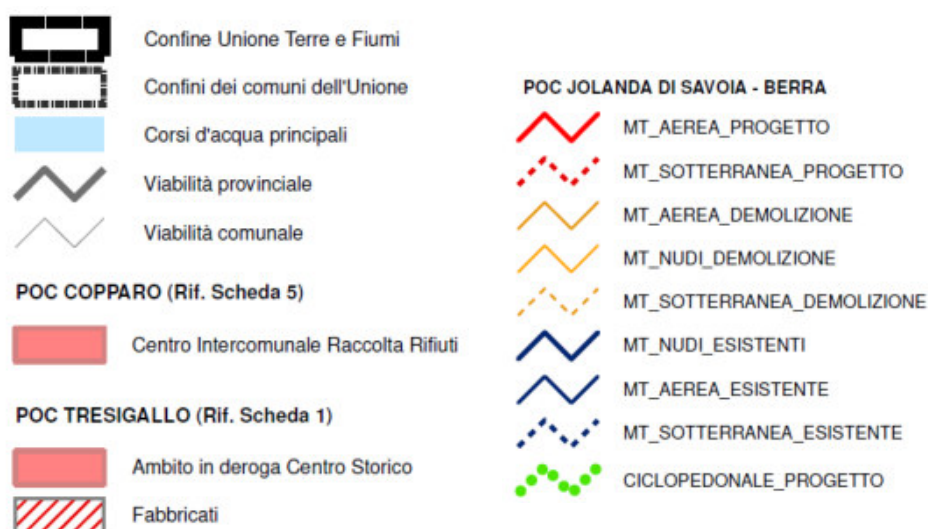 Confine Unione Terre e Fiumi
Confini dei comuni dell'Unione
Corsi d'acqua principali
Viabilità provinciale
Viabilità comunale
POC COPPARO (Rif. Scheda 5)
Centro Intercomunale Raccolta Rifiuti
POC TRESIGALLO (Rif. Scheda 1)
Ambito in deroga Centro Storico
Fabbricati
POC JOLANDA DI SAVOIA - BERRA
MT_AEREA_PROGETTO
MT_SOTTERRANEA_PROGETTO
MT_AEREA_DEMOLIZIONE
MT_NUDI_DEMOLIZIONE
MT_SOTTERRANEA_DEMOLIZIONE
MT_NUDI_ESISTENTI
MT_AEREA_ESISTENTE
MT_SOTTERRANEA_ESISTENTE
CICLOPEDONALE_PROGETTO